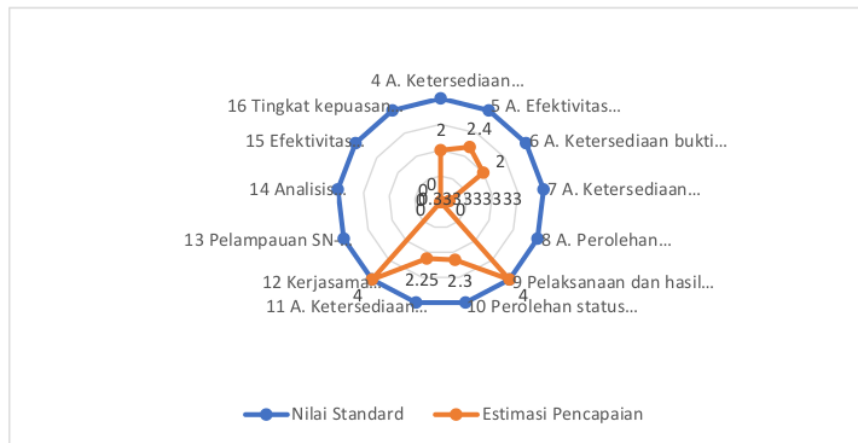 4 A. Ketersediaan...
16 Tingkat kepuasan...
5 A. Efektivitas...
15 Efektivitas...
6 A. Ketersediaan bukti...
14 Analisis...
7 A. Ketersediaan...
13 Pelampauan SN-...
8 A. Perolehan...
12 Kerjasama...
9 Pelaksanaan dan hasil...
11 A. Ketersediaan...
10 Perolehan status...
2
2.4
2
0.333333333
0
4
2.3
2.25
4
0
0
0
0
Nilai Standard
Estimasi Pencapaian